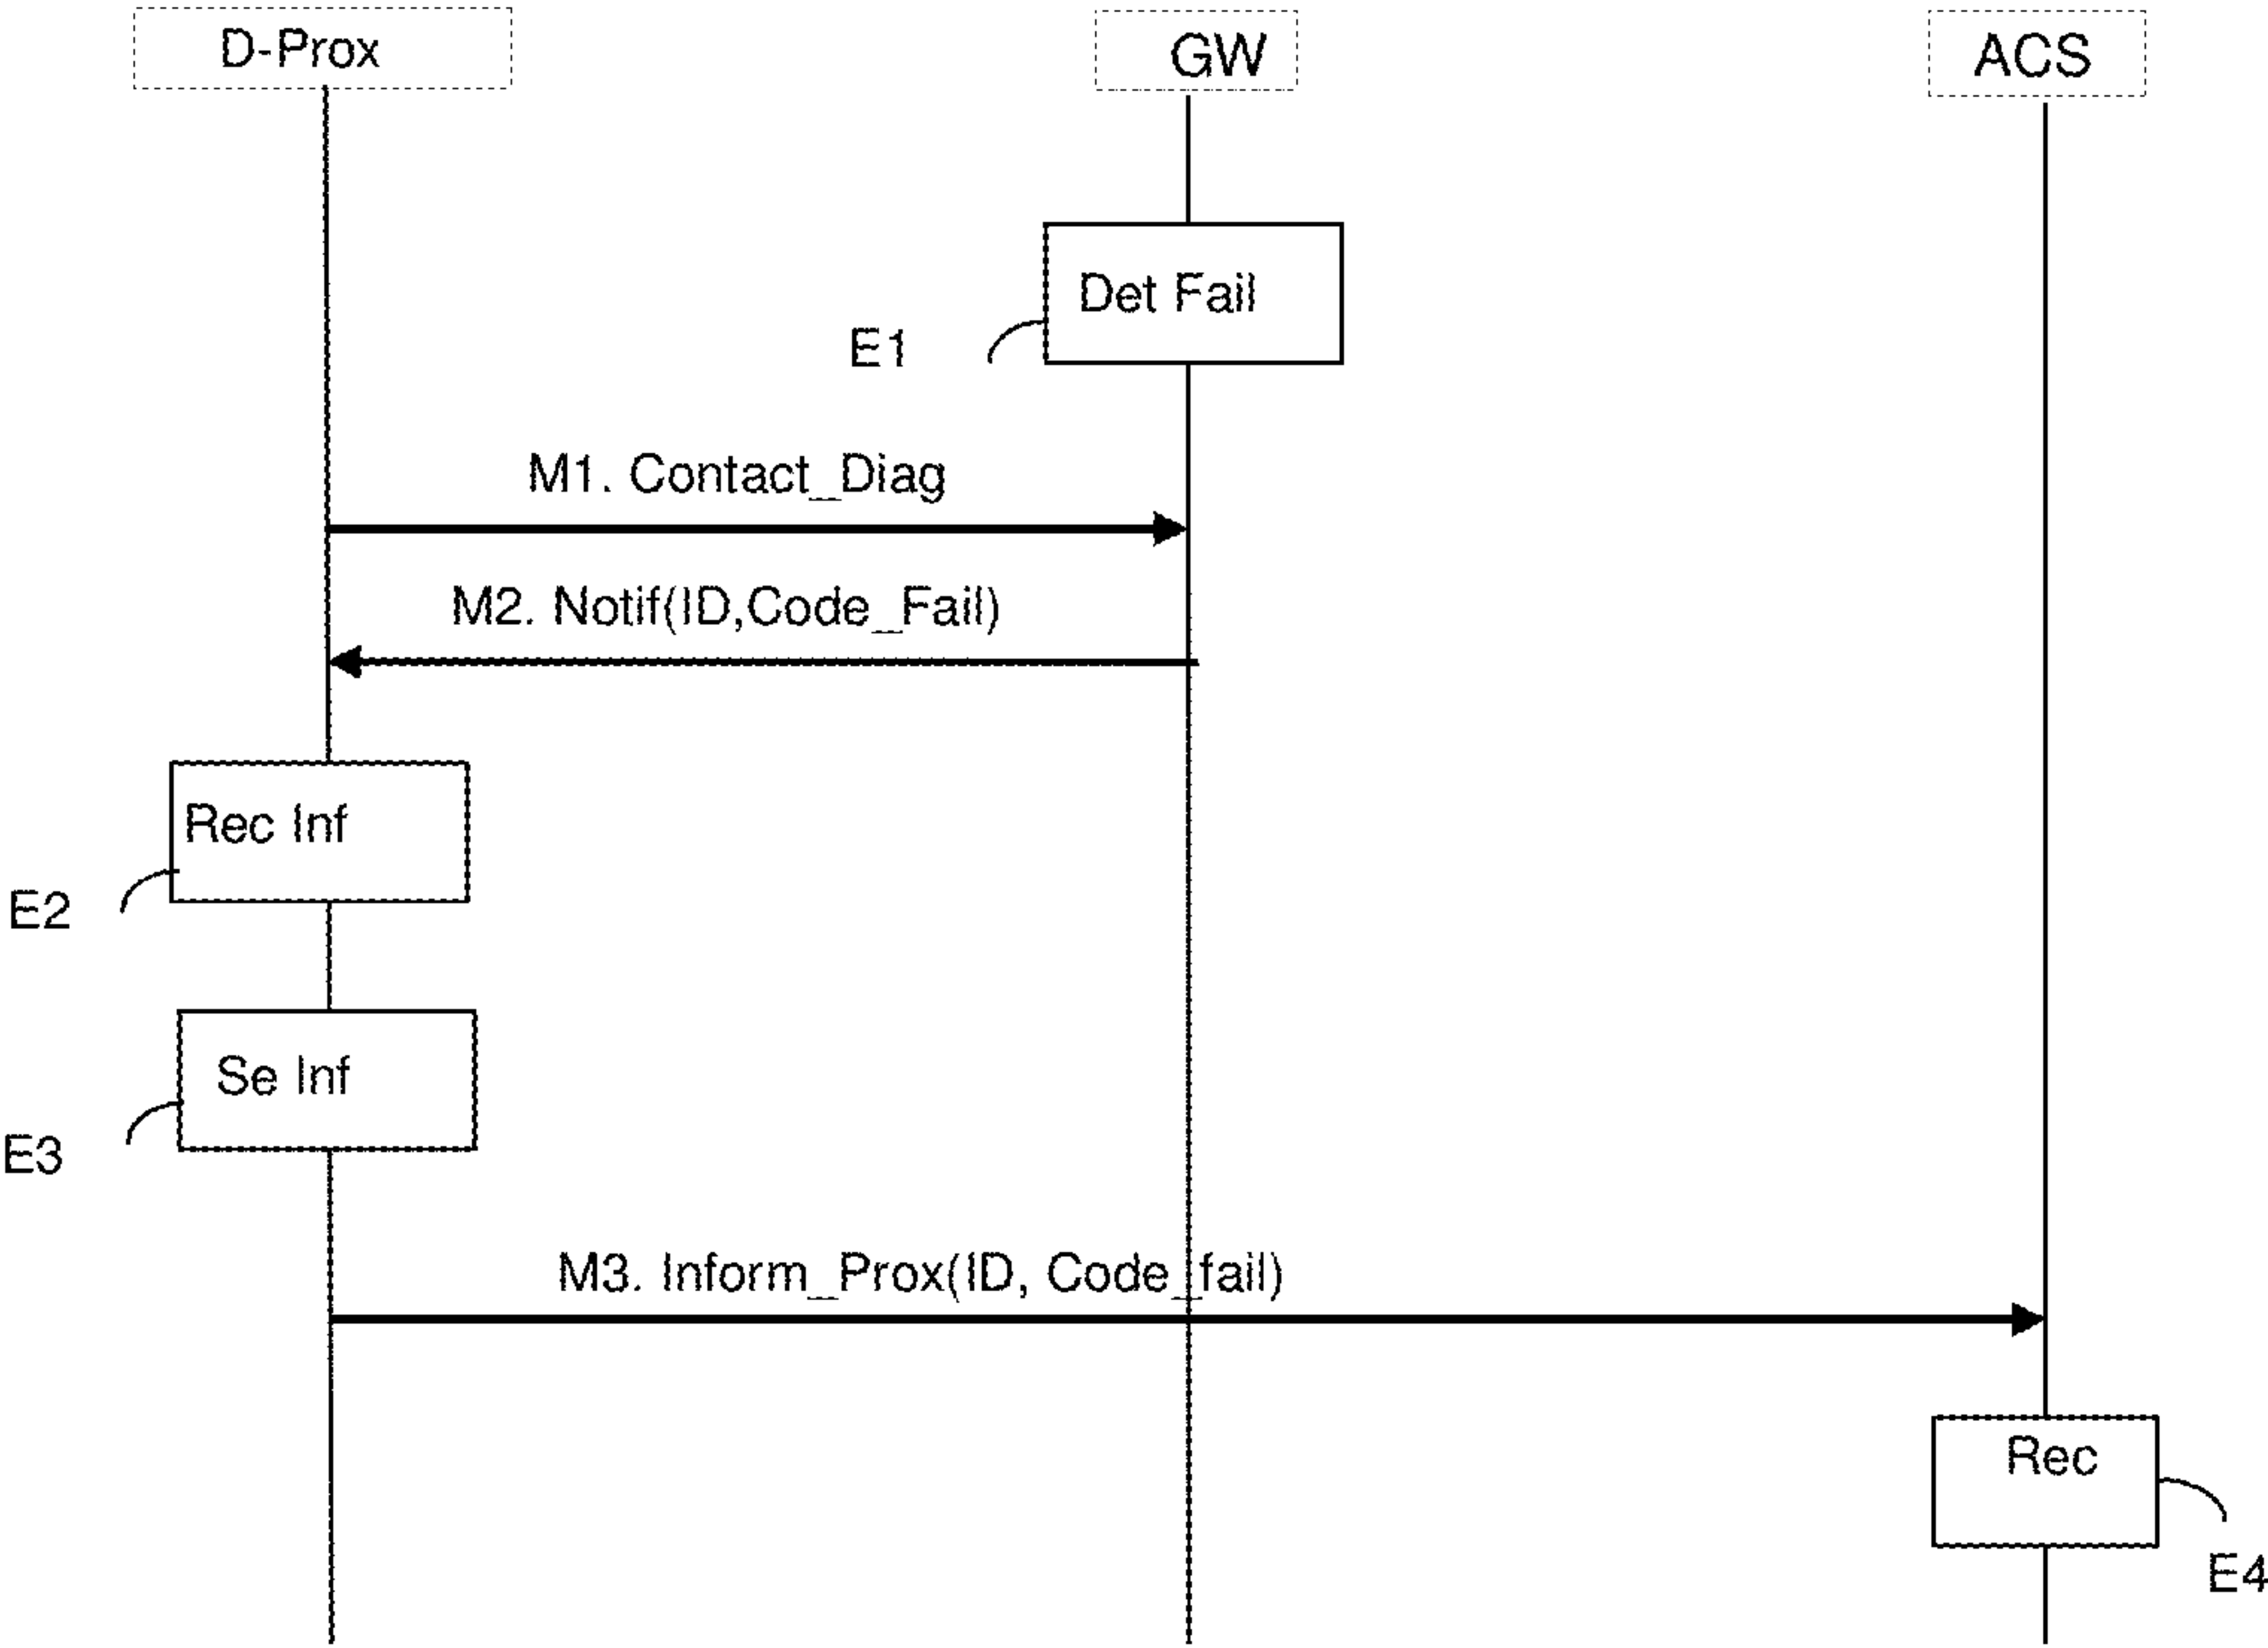 D-Prox
GW
ACS
Det Fail
E1
M1. Contact_Diag
M2. Notif(ID,Code_Fail)
Rec Inf
E2
Se Inf
E3
M3. Inform_Prox(ID, Code_fail)
Rec
E4